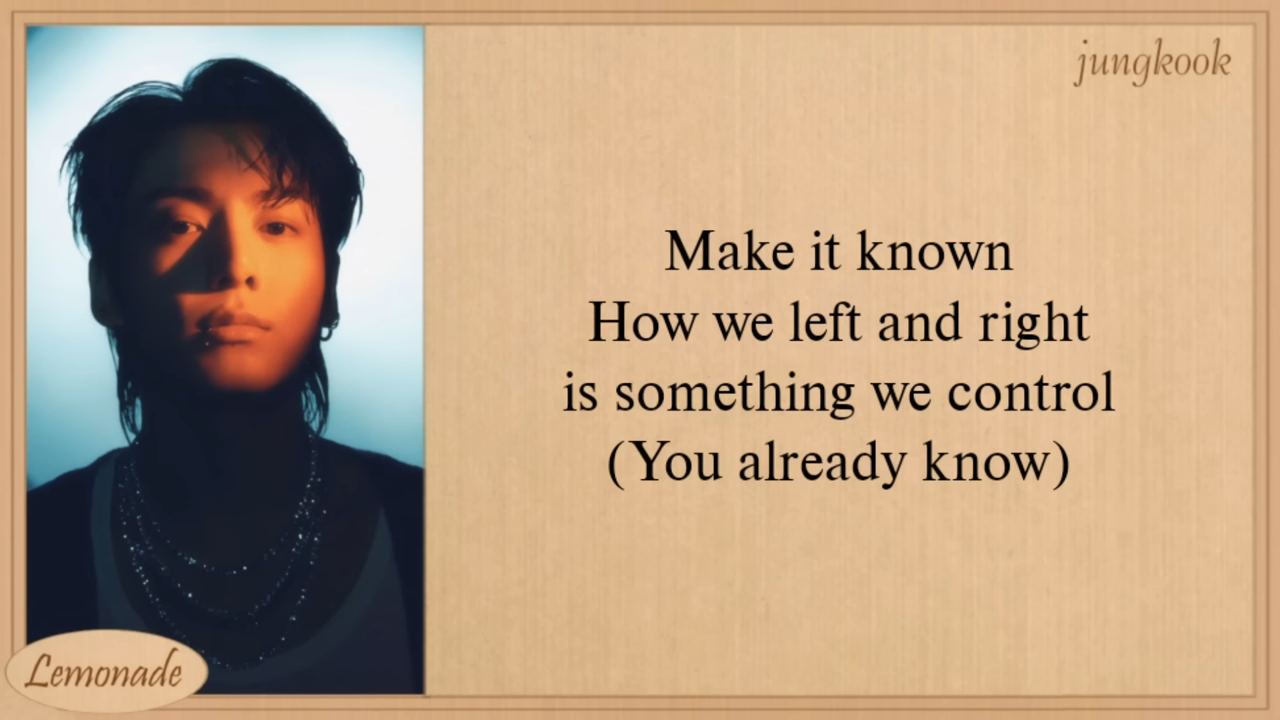 jungkook
Make it known
How we left and right
is something we control
(You already know)
Lemonade